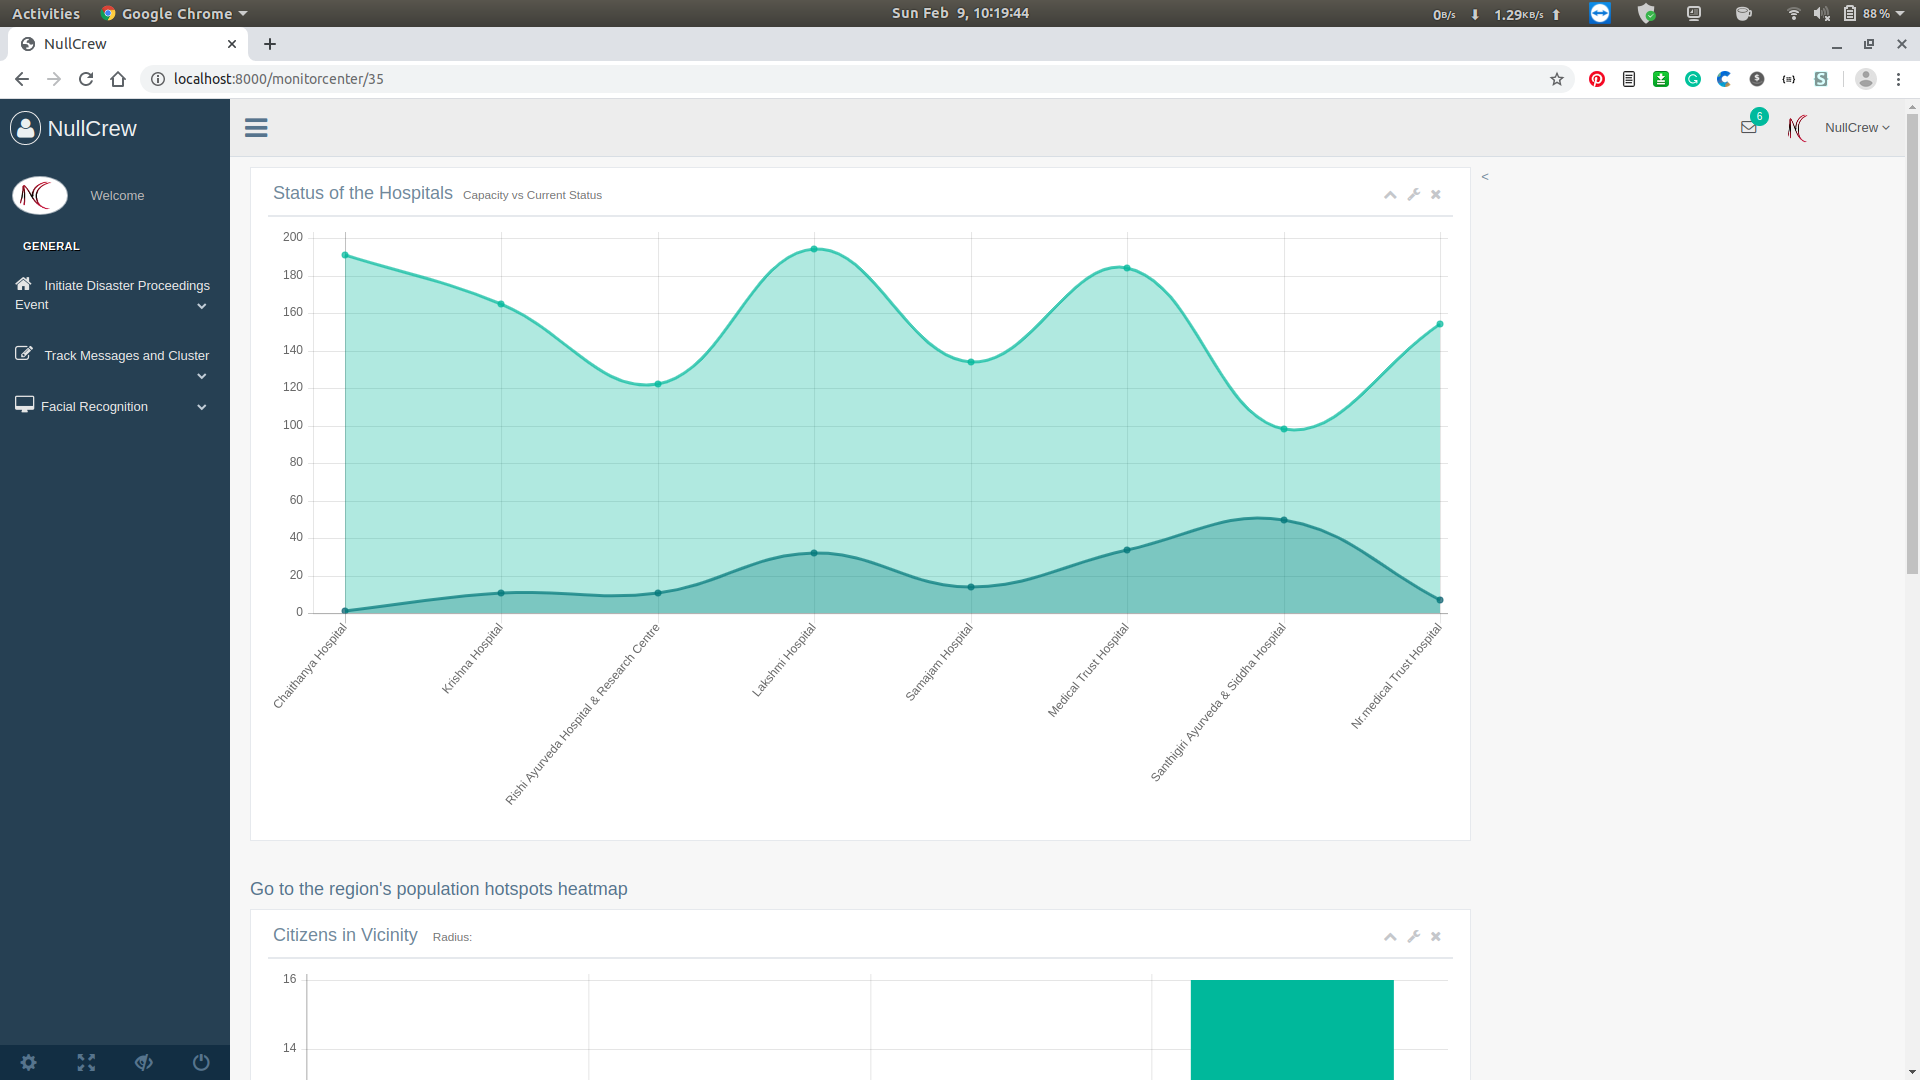 Activities Google Chrome Sun Feb 9, 10:19:44 0B/s 1.29KB/s 88 %
NullCrew
localhost:8000/monitorcenter/35
NullCrew
6
NullCrew
Welcome
GENERAL
Initiate Disaster Proceedings
Event
Track Messages and Cluster
Facial Recognition
<
Status of the Hospitals Capacity vs Current Status
200
180
160
140
120
100
80
60
40
20
0
Chaithanya Hospital
Krishna Hospital
Rishi Ayurveda Hospital & Research Centre
Lakshmi Hospital
Samajam Hospital
Medical Trust Hospital
Santhigiri Ayurveda & Siddha Hospital
Nr.medical Trust Hospital
Go to the region's population hotspots heatmap
Citizens in Vicinity Radius:
16
14